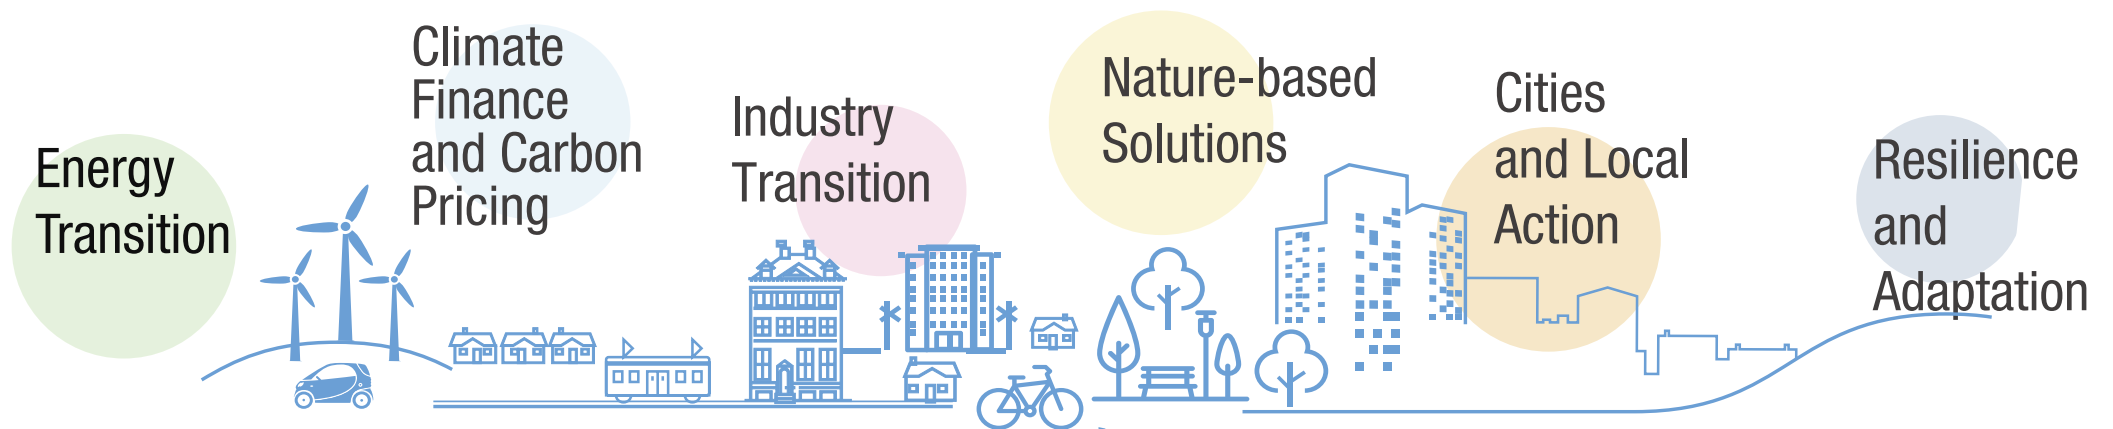 Energy
Transition
Climate
Finance
and Carbon
Pricing
Industry
Transition
Nature-based
Solutions
Cities
and Local
Action
Resilience
and
Adaptation